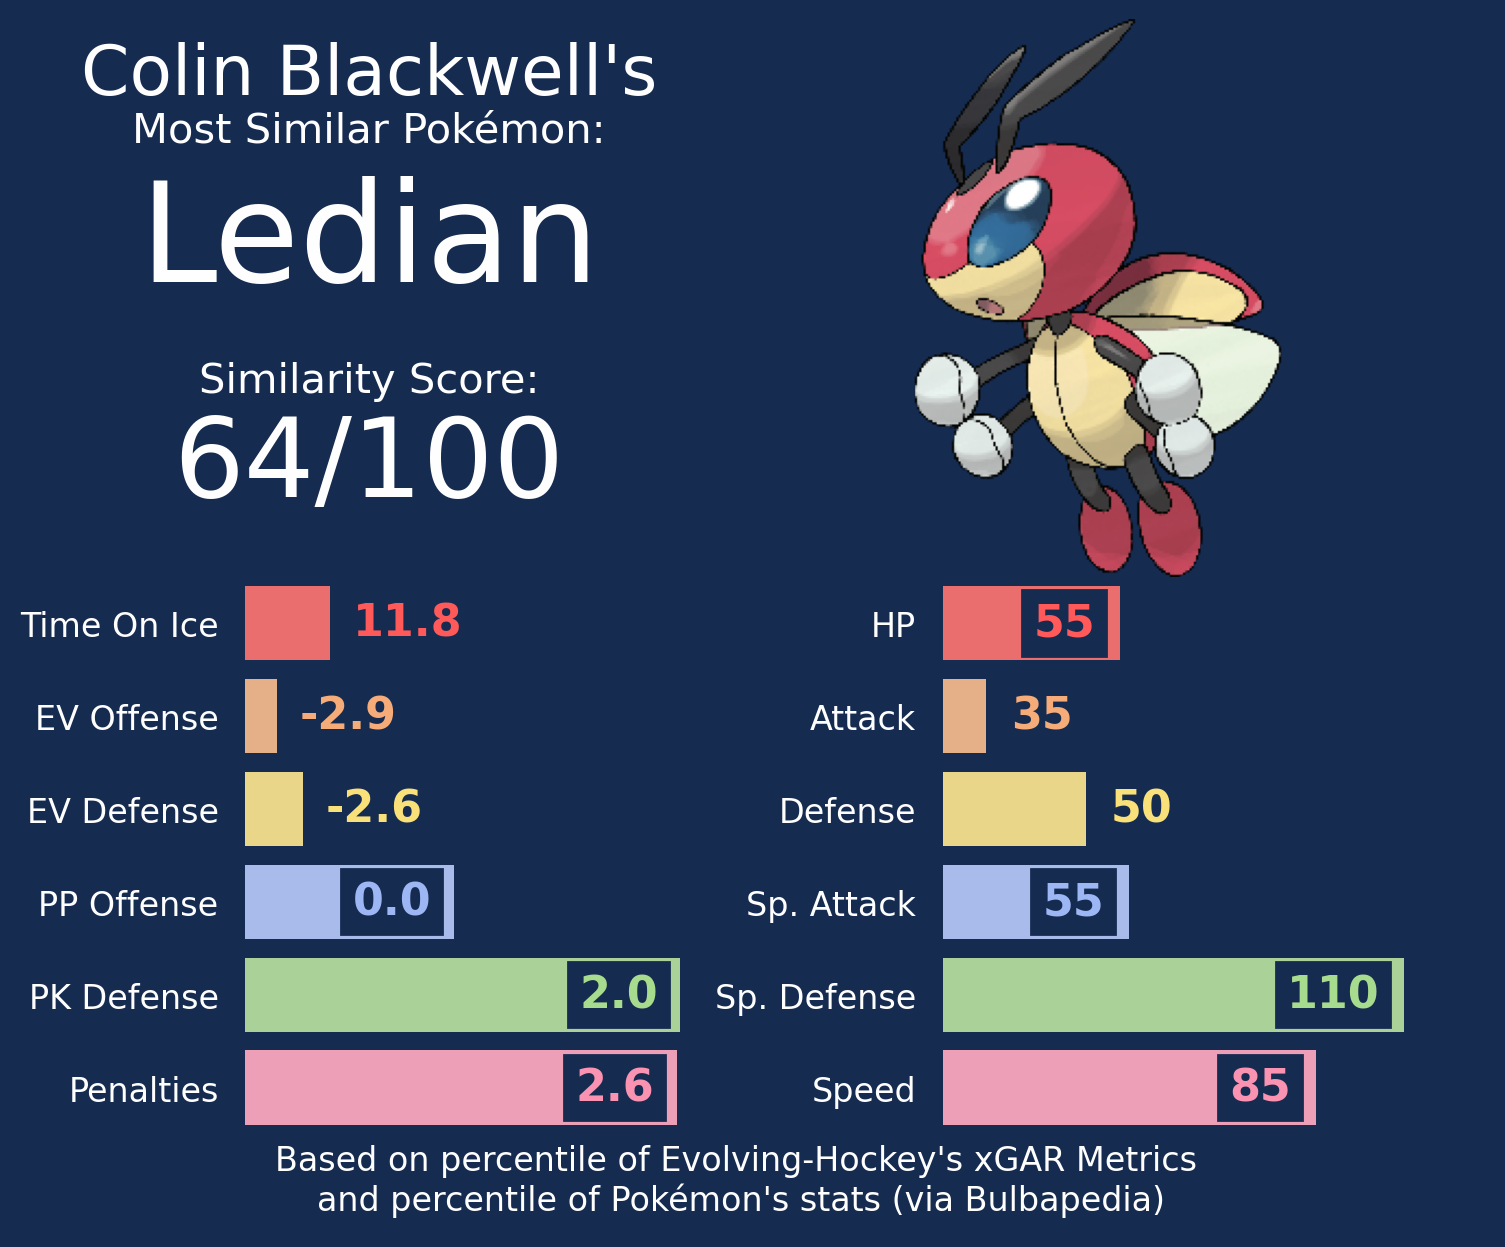 Colin Blackwell's
Most Similar Pokémon:
Ledian
Similarity Score:
64/100
Time On Ice 11.8
EV Offense -2.9
EV Defense -2.6
PP Offense 0.0
PK Defense 2.0
Penalties 2.6
HP 55
Attack 35
Defense 50
Sp. Attack 55
Sp. Defense 110
Speed 85
Based on percentile of Evolving-Hockey's xGAR Metrics
and percentile of Pokémon's stats (via Bulbapedia)